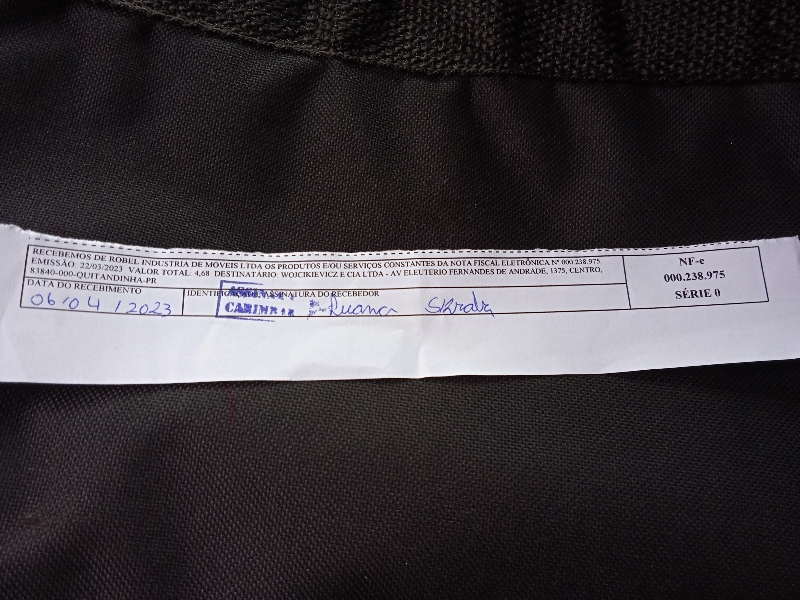 RECEBEMOS DE ROBEL INDUSTRIA DE MOVEIS LTDA OS PRODUTOS E/OU SERVIÇOS CONSTANTES DA NOTA FISCAL ELETRÔNICA Nº 000.238.975
EMISSÃO: 22/03/2023 VALOR TOTAL: 4,68 DESTINATÁRIO: WOJCIKIEVICZ E CIA LTDA - AV ELEUTERIO FERNANDES DE ANDRADE, 1375, CENTRO,
83840-000-QUITANDINHA-PR
DATA DO RECEBIMENTO
06/04/2023
ASSINATURA DO RECEBEDOR
Luana
NF-e
000.238.975
SÉRIE 0